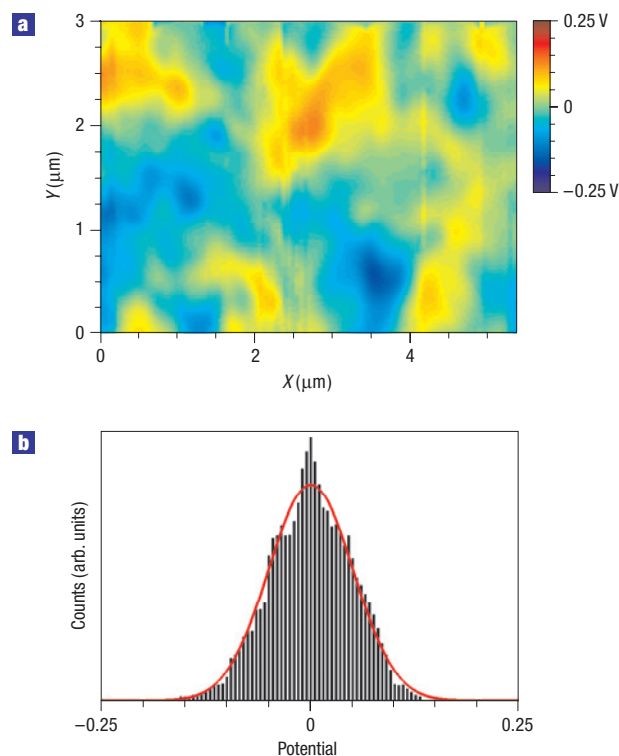 a
3
2
1
0
Y (μm)
0
2
4
X (μm)
0.25 V
0
−0.25 V
b
Counts (arb. units)
−0.25
0
0.25
Potential